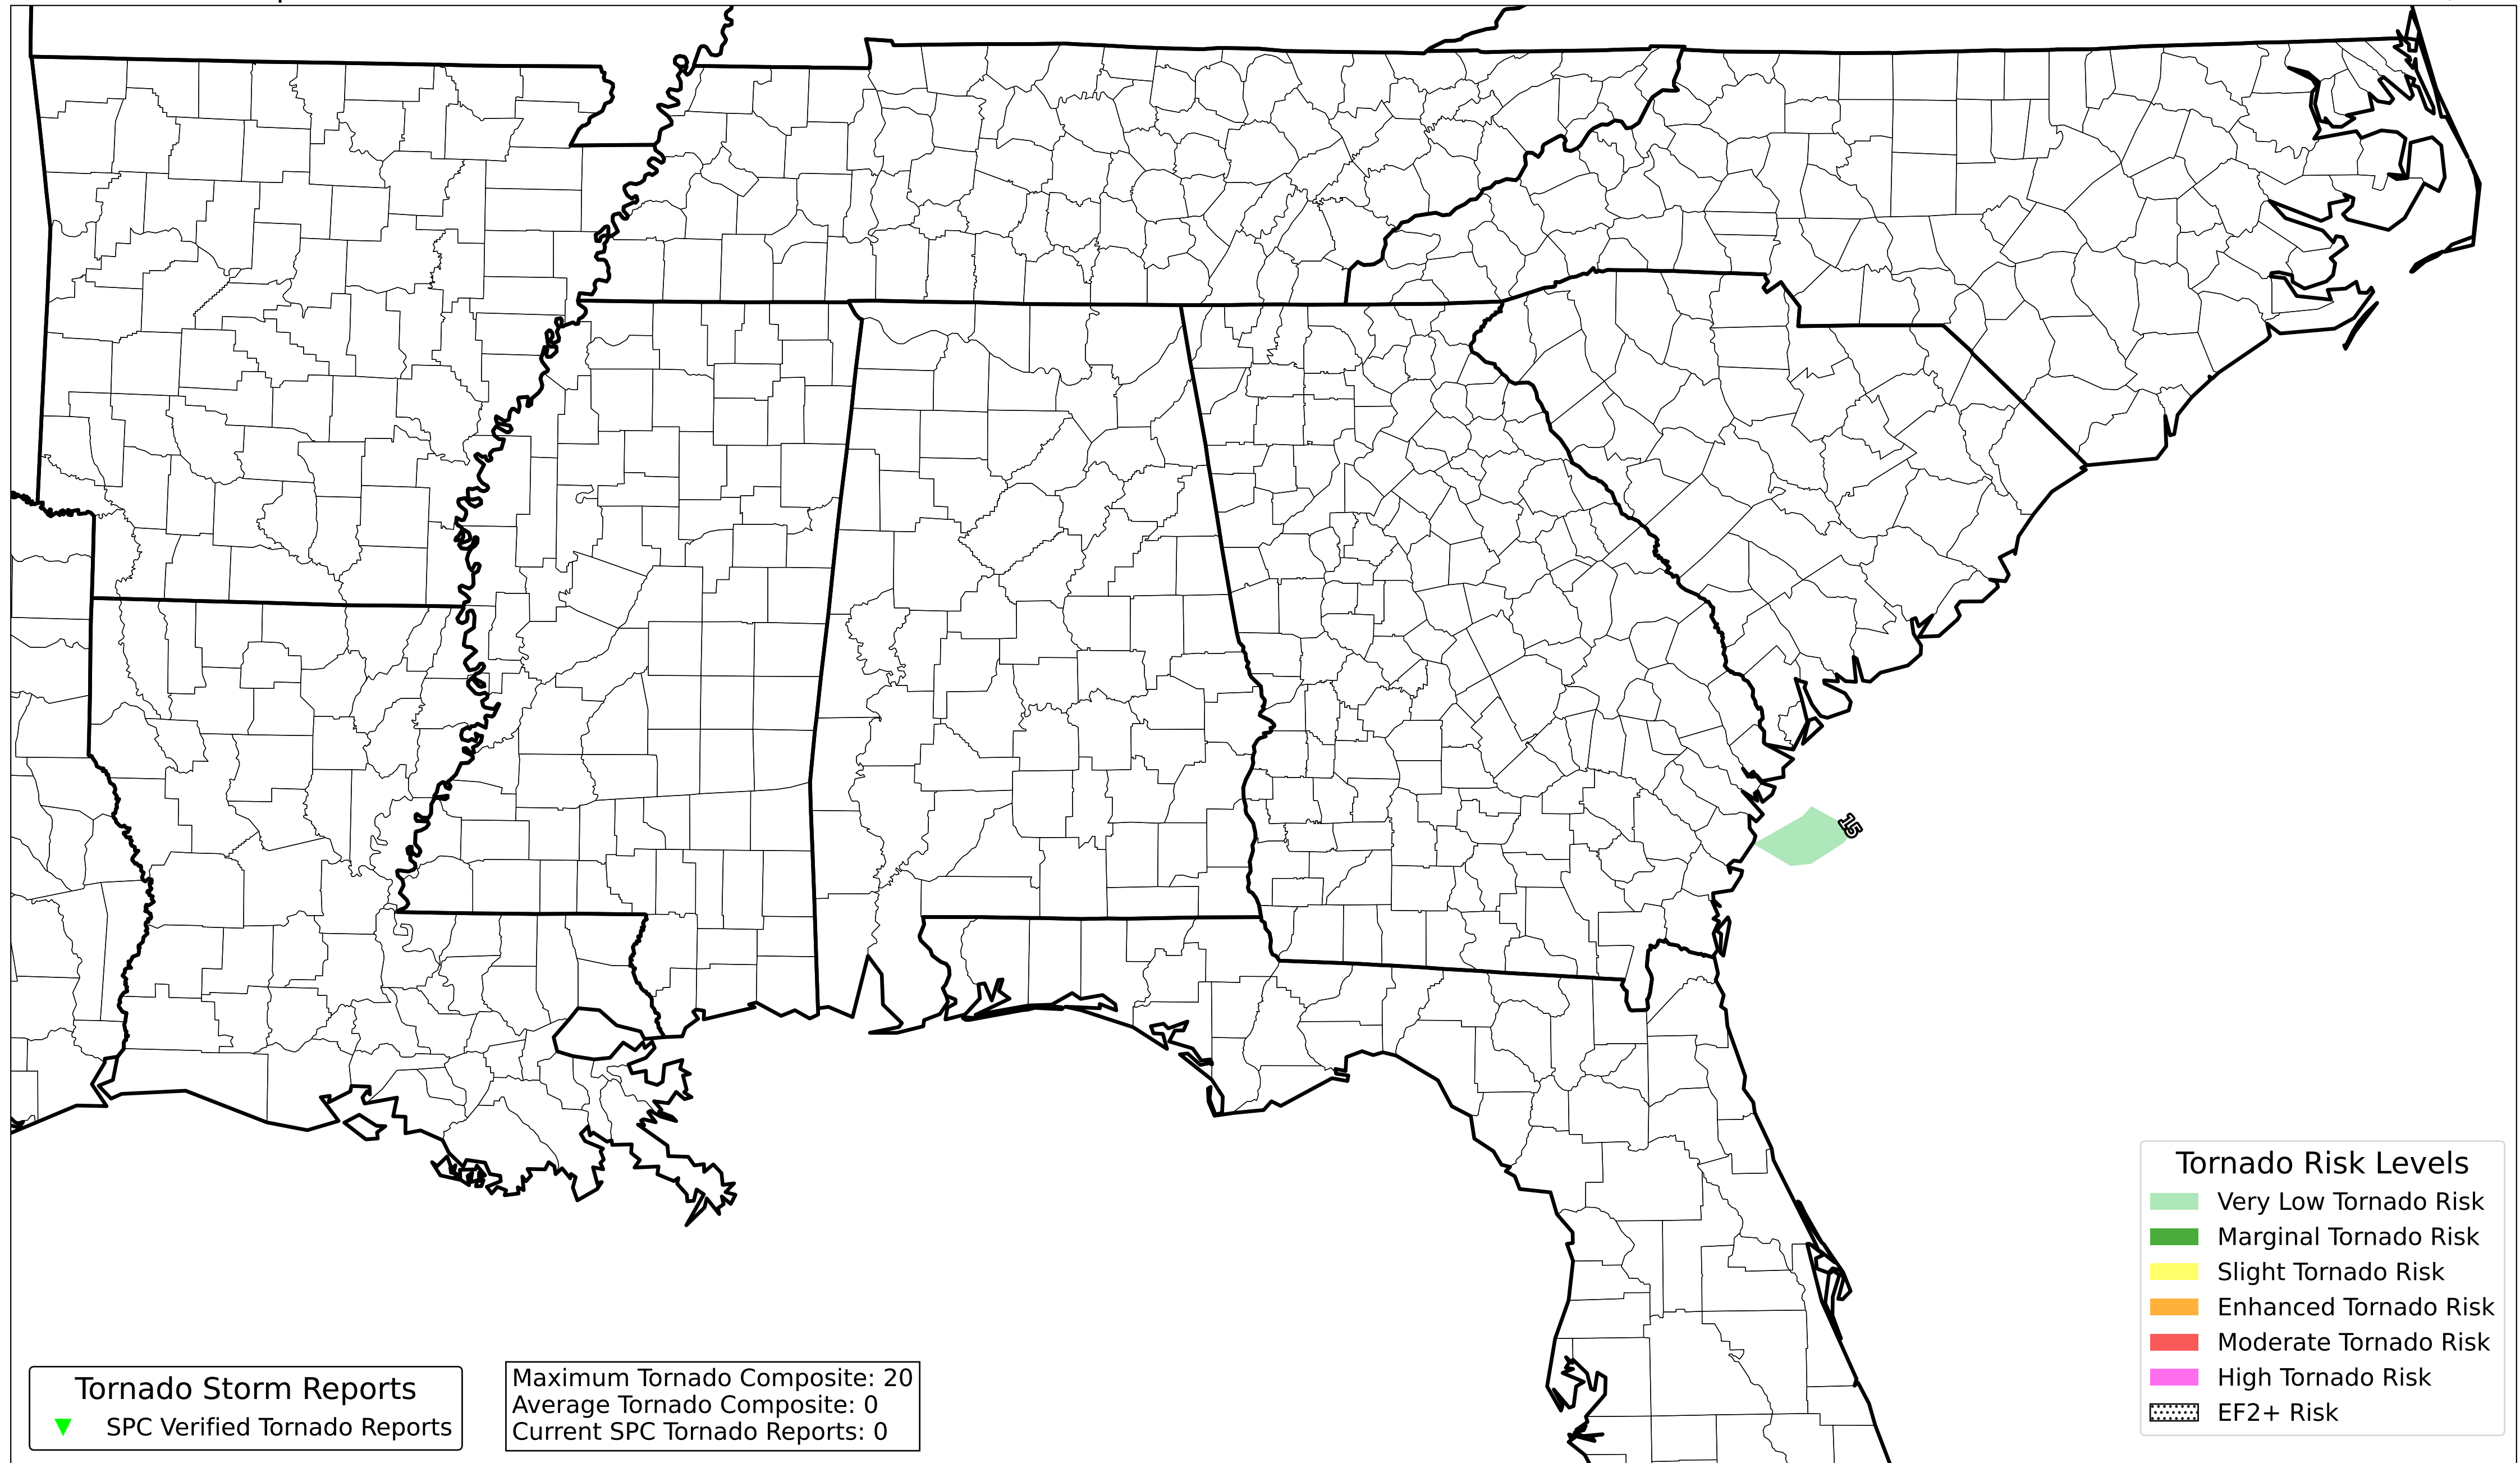 15
Tornado Risk Levels
Very Low Tornado Risk
Marginal Tornado Risk
Slight Tornado Risk
Enhanced Tornado Risk
Moderate Tornado Risk
High Tornado Risk
EF2+ Risk
Tornado Storm Reports
SPC Verified Tornado Reports
Maximum Tornado Composite: 20
Average Tornado Composite: 0
Current SPC Tornado Reports: 0